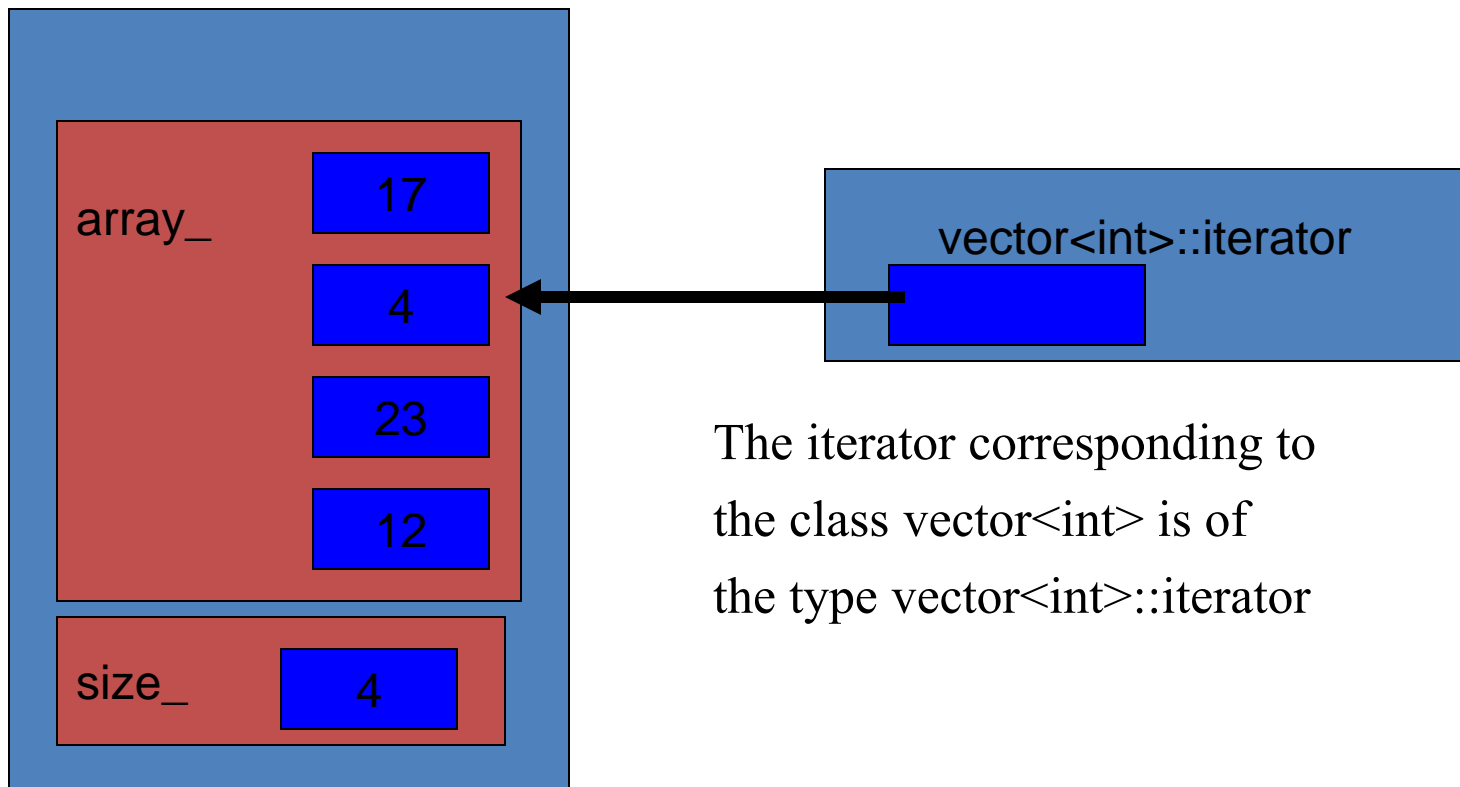 array_
17
4
23
12
size_
4
vector<int>::iterator
The iterator corresponding to
the class vector<int> is of
the type vector<int>::iterator